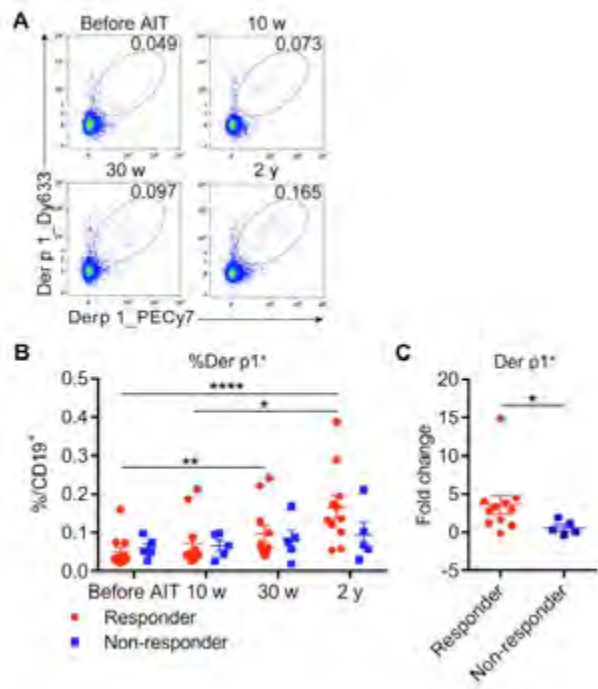 A
Before AIT
10 w
0.049
0.073
30 w
2 y
0.097
0.165
Der p 1_Dy633
Derp 1_PECy7
B
%Der p1+
****
*
**
0.5
0.4
0.3
0.2
0.1
0.0
%/CD19+
Before AIT 10 w 30 w 2 y
Responder
Non-responder
C
Der p1+
*
20
15
10
5
0
-5
Fold change
Responder
Non-responder